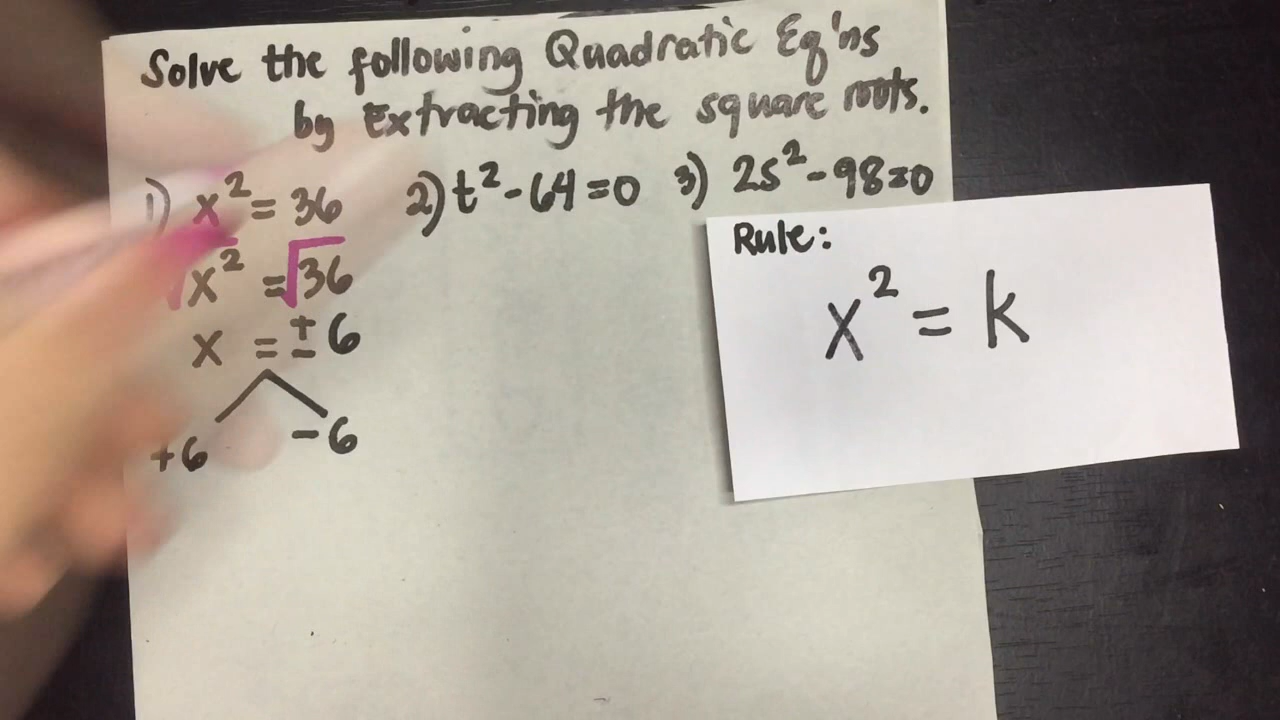 Solve the following Quadratic Eq'ns
by Extracting the square roots.
1) x² = 36
√x² = √36
x = ± 6
+6 -6
2) t² - 64 = 0
3) 2s² - 98 = 0
Rule:
x² = k